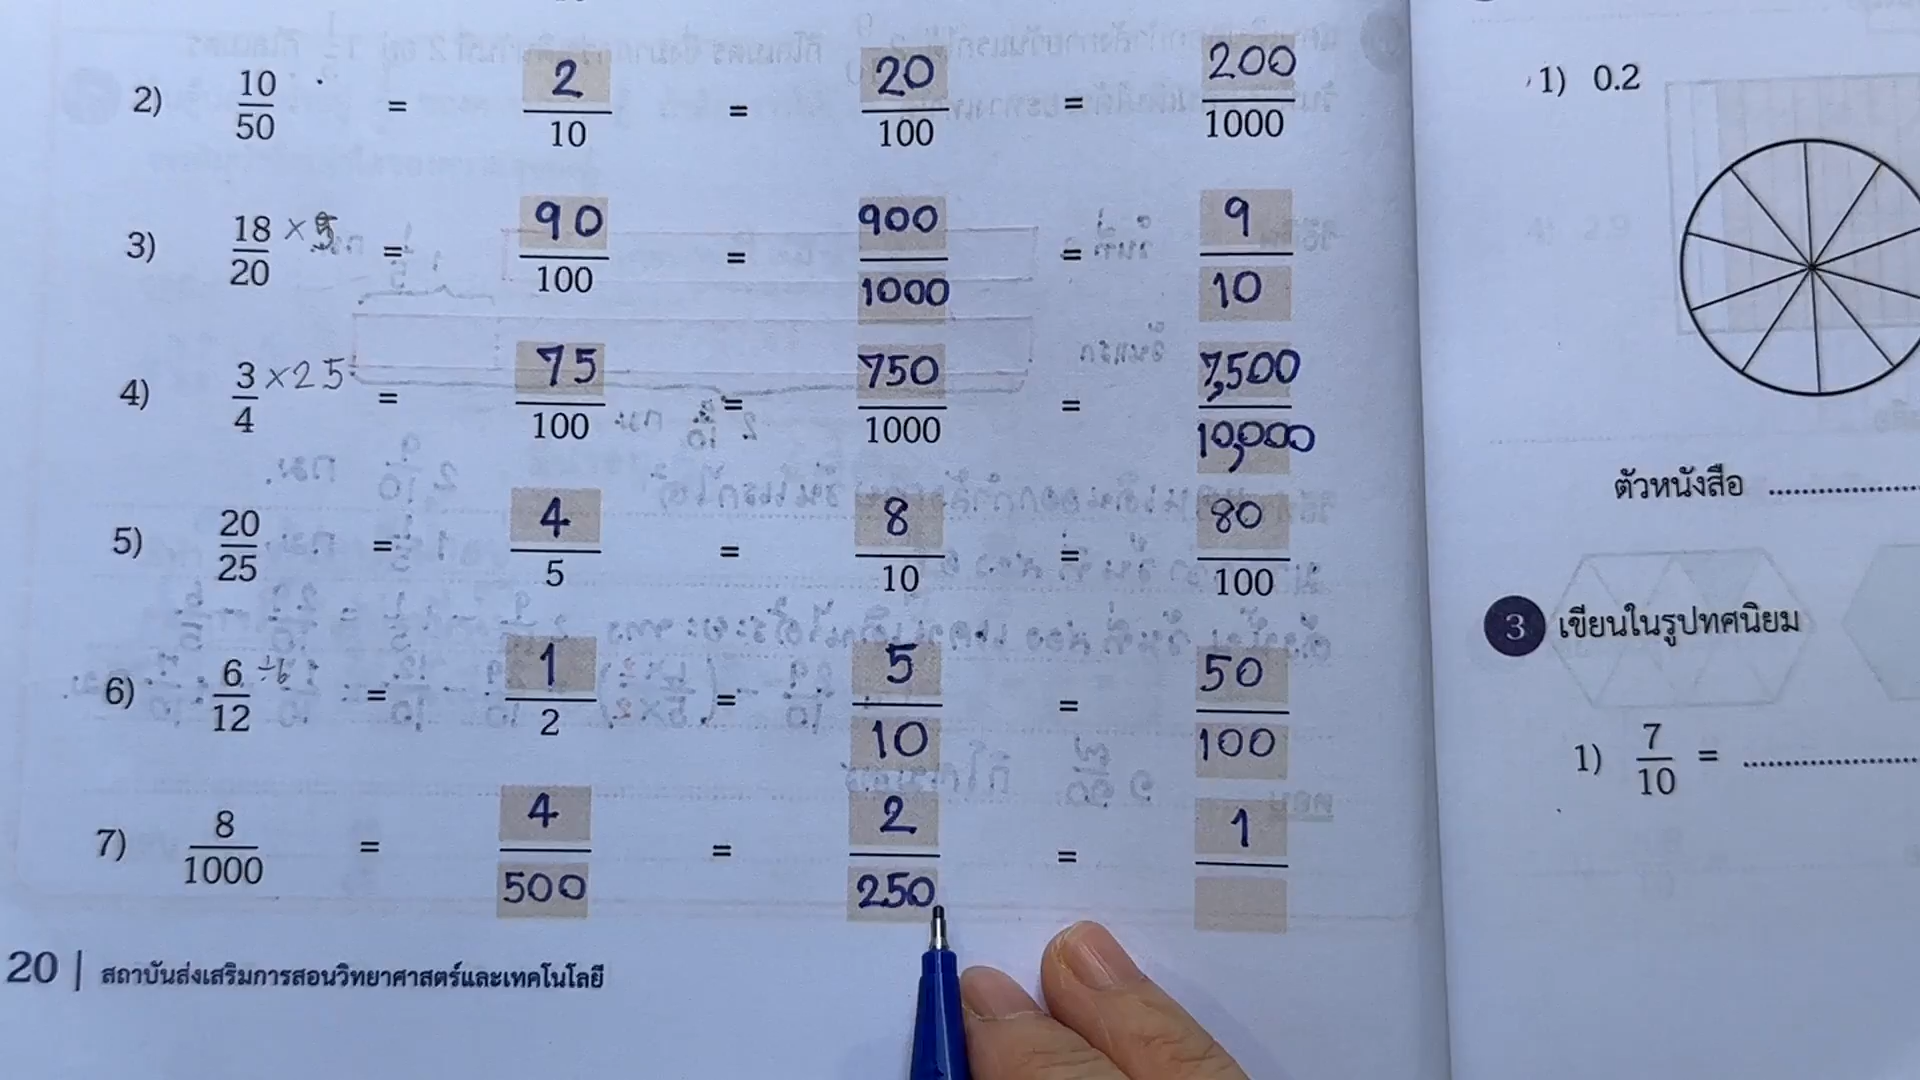 2) 10/50 = 2/10 = 20/100 = 200/1000
3) 18/20 ×5 = 90/100 = 900/1000 = 9/10
4) 3/4 ×25 = 75/100 = 750/1000 = 7,500/10,000
5) 20/25 = 4/5 = 8/10 = 80/100
6) 6/12 ÷6 = 1/2 = 5/10 = 50/100
7) 8/1000 = 4/500 = 2/250 = 1/
20 | สถาบันส่งเสริมการสอนวิทยาศาสตร์และเทคโนโลยี
1) 0.2
ตัวหนังสือ
3 เขียนในรูปทศนิยม
1) 7/10 =